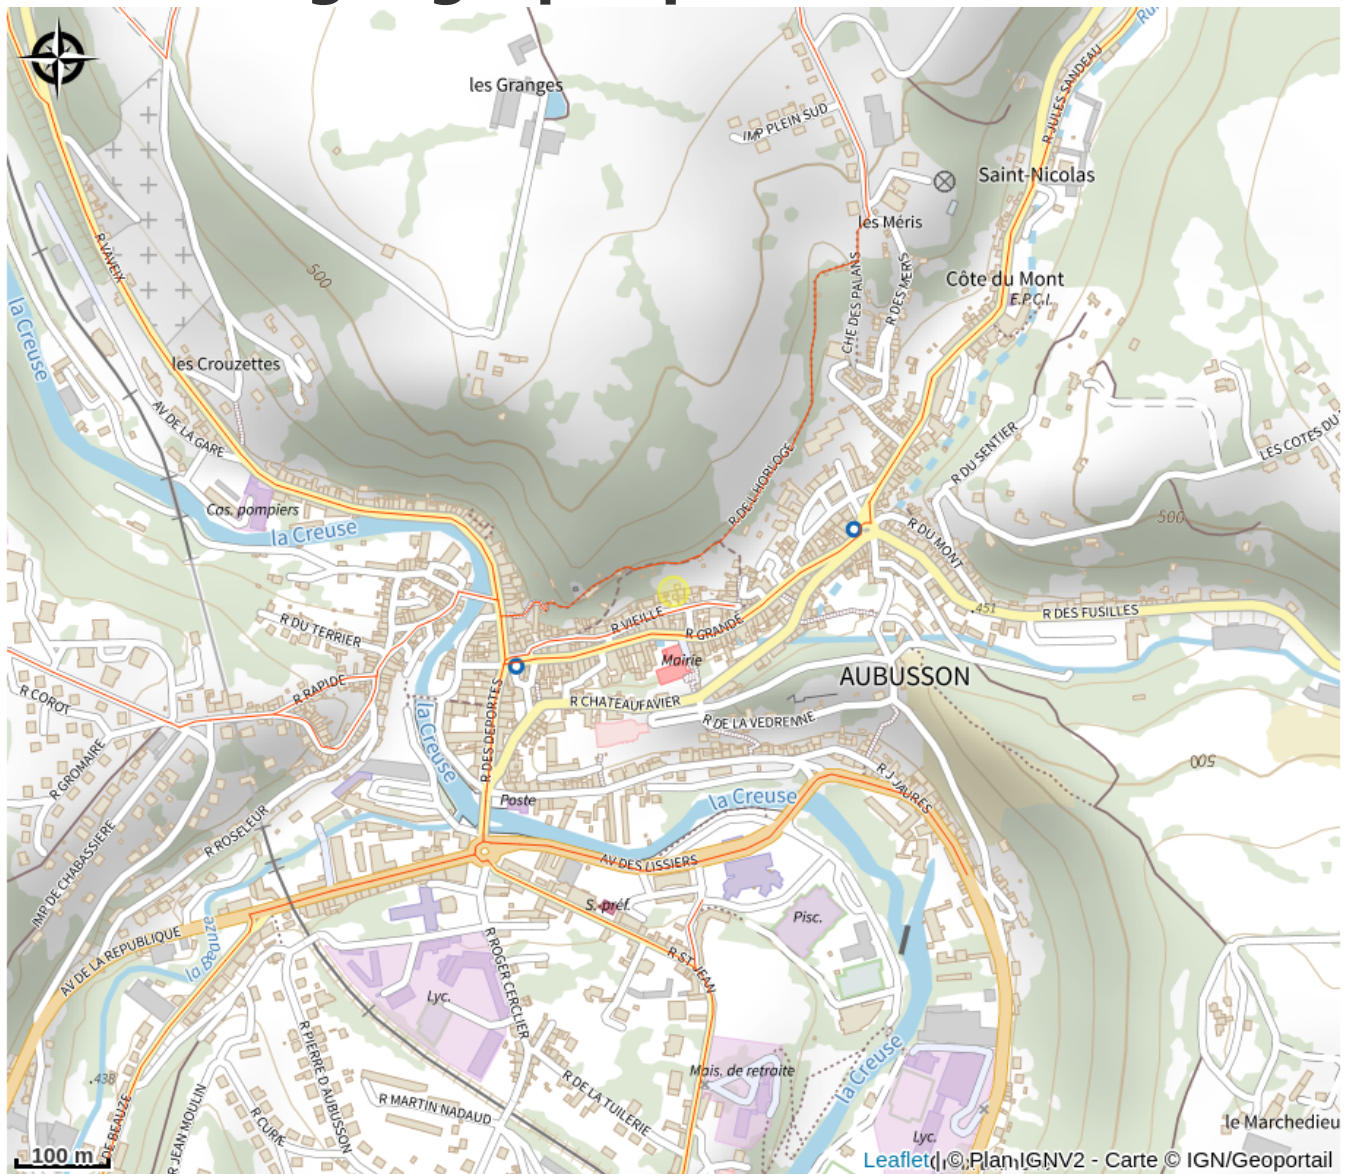 les Granges
IMP PLEIN SUD
R JULES SANDEAU
Saint-Nicolas
les Méris
R VAVEIX
500
Côte du Mont
E.P.C.I.
CHE DES PALANS
R DES MERIS
la Creuse
les Crouzettes
AV DE LA GARE
R DU SENTIER
LES COTES DU
R DE L'HORLOGE
Cas. pompiers
la Creuse
500
R DU MONT
R DU TERRIER
R VIEILLE
R GRANDE
.451
R DES FUSILLES
Mairie
AUBUSSON
R COROT
R RAPIDE
R DES DEPORTES
R CHATEAUFAVIER
R DE LA VEDRENNE
la Creuse
R GROMAIRE
500
R J JAURES
Poste
la Creuse
IMP DE CHABASSIERE
R ROSELEUR
AV DES LISSIERS
S.-préf.
Pisc.
AV DE LA REPUBLIQUE
la Beauze
R ROGER CERCLIER
R ST JEAN
Lyc.
R PIERRE D AUBUSSON
Mais. de retraite
la Creuse
.438
R DE LA TUILERIE
R MARTIN NADAUD
R CURIE
R JEAN MOULIN
DE BEAUZE
Lyc.
le Marchedieu
100 m
Leaflet | © Plan IGNV2 - Carte © IGN/Geoportail